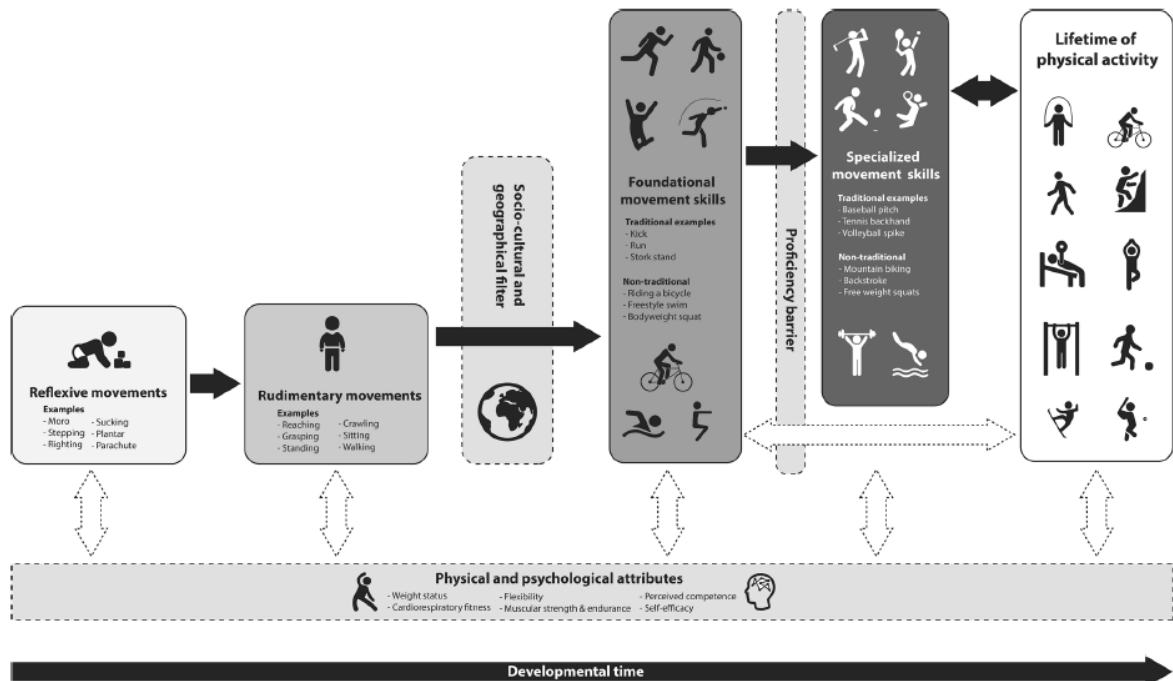 Reflexive movements
Examples
- Moro
- Stepping
- Righting
- Sucking
- Plantar
- Parachute
Rudimentary movements
Examples
- Reaching
- Grasping
- Standing
- Crawling
- Sitting
- Walking
Socio-cultural and
geographical filter
Foundational
movement skills
Traditional examples
- Kick
- Run
- Stork stand
Non-traditional
- Riding a bicycle
- Freestyle swim
- Bodyweight squat
Proficiency barrier
Specialized
movement skills
Traditional examples
- Baseball pitch
- Tennis backhand
- Volleyball spike
Non-traditional
- Mountain biking
- Backstroke
- Free weight squats
Lifetime of
physical activity
Physical and psychological attributes
- Weight status
- Cardiorespiratory fitness
- Flexibility
- Muscular strength & endurance
- Perceived competence
- Self-efficacy
Developmental time